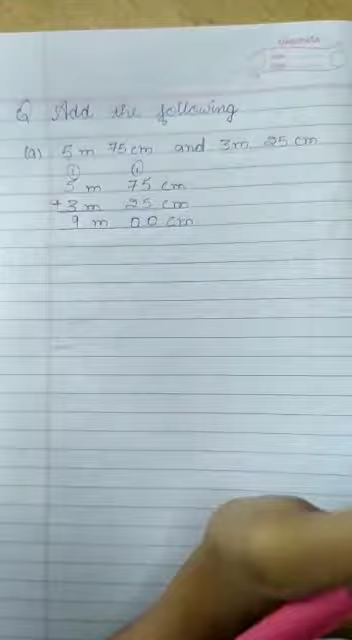 Q Add the following
(a) 5 m 75 cm and 3m 25 cm
1 1
5 m 75 cm
+ 3 m 25 cm
9 m 00 cm